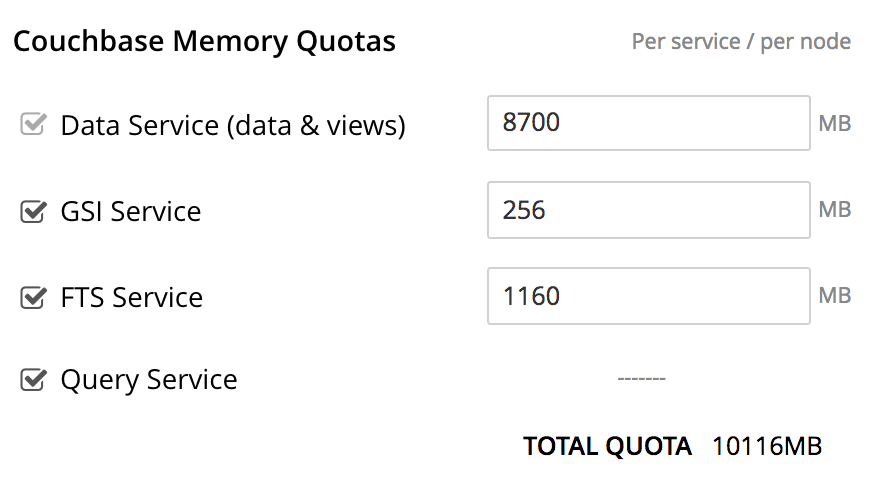 Couchbase Memory Quotas Per service / per node
Data Service (data & views) 8700 MB
GSI Service 256 MB
FTS Service 1160 MB
Query Service -------
TOTAL QUOTA 10116MB